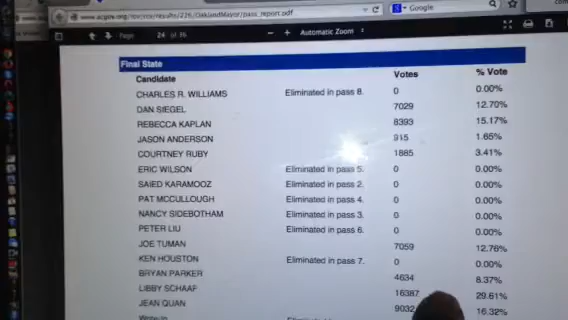 www.acgov.org/rov/rcv/results/226/OaklandMayor/pass_report.pdf
Google
Page 24 of 36
Automatic Zoom
Final State
Candidate Votes % Vote
CHARLES R. WILLIAMS Eliminated in pass 8. 0 0.00%
DAN SIEGEL 7029 12.70%
REBECCA KAPLAN 8393 15.17%
JASON ANDERSON 915 1.65%
COURTNEY RUBY 1885 3.41%
ERIC WILSON Eliminated in pass 5. 0 0.00%
SAIED KARAMOOZ Eliminated in pass 2. 0 0.00%
PAT MCCULLOUGH Eliminated in pass 4. 0 0.00%
NANCY SIDEBOTHAM Eliminated in pass 3. 0 0.00%
PETER LIU Eliminated in pass 6. 0 0.00%
JOE TUMAN 7059 12.76%
KEN HOUSTON Eliminated in pass 7. 0 0.00%
BRYAN PARKER 4634 8.37%
LIBBY SCHAAF 16387 29.61%
JEAN QUAN 9032 16.32%